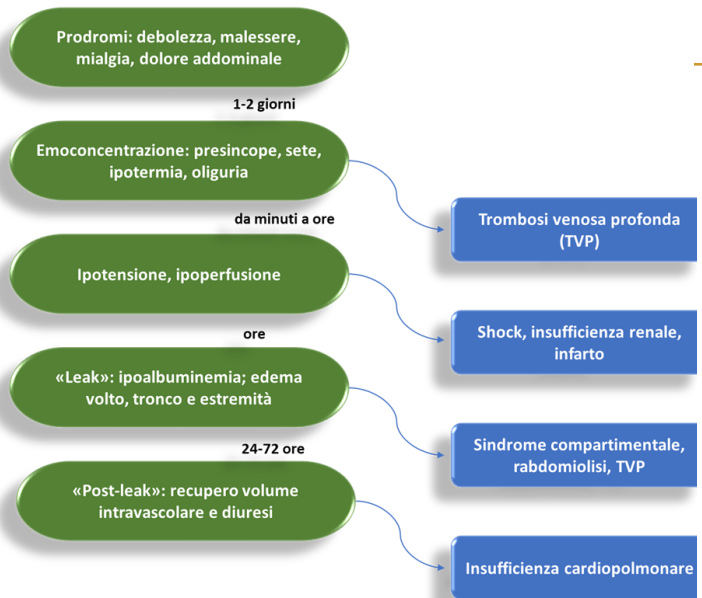 Prodromi: debolezza, malessere,
mialgia, dolore addominale
1-2 giorni
Emoconcentrazione: presincope, sete,
ipotermia, oliguria
da minuti a ore
Trombosi venosa profonda
(TVP)
Ipotensione, ipoperfusione
ore
Shock, insufficienza renale,
infarto
«Leak»: ipoalbuminemia; edema
volto, tronco e estremità
24-72 ore
Sindrome compartimentale,
rabdomiolisi, TVP
«Post-leak»: recupero volume
intravascolare e diuresi
Insufficienza cardiopolmonare